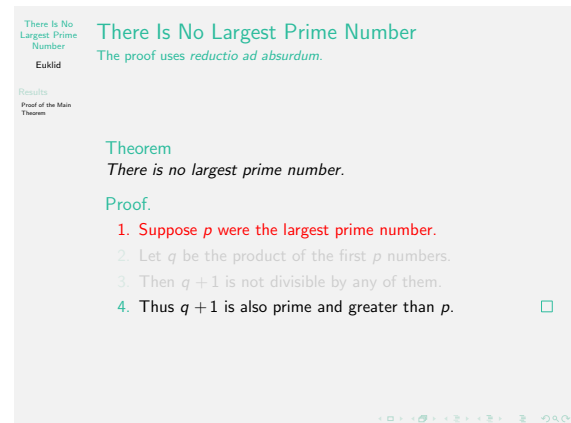 There Is No
Largest Prime
Number
Euklid
Results
Proof of the Main
Theorem
There Is No Largest Prime Number
The proof uses reductio ad absurdum.
Theorem
There is no largest prime number.
Proof.
1. Suppose p were the largest prime number.
2. Let q be the product of the first p numbers.
3. Then q + 1 is not divisible by any of them.
4. Thus q + 1 is also prime and greater than p.